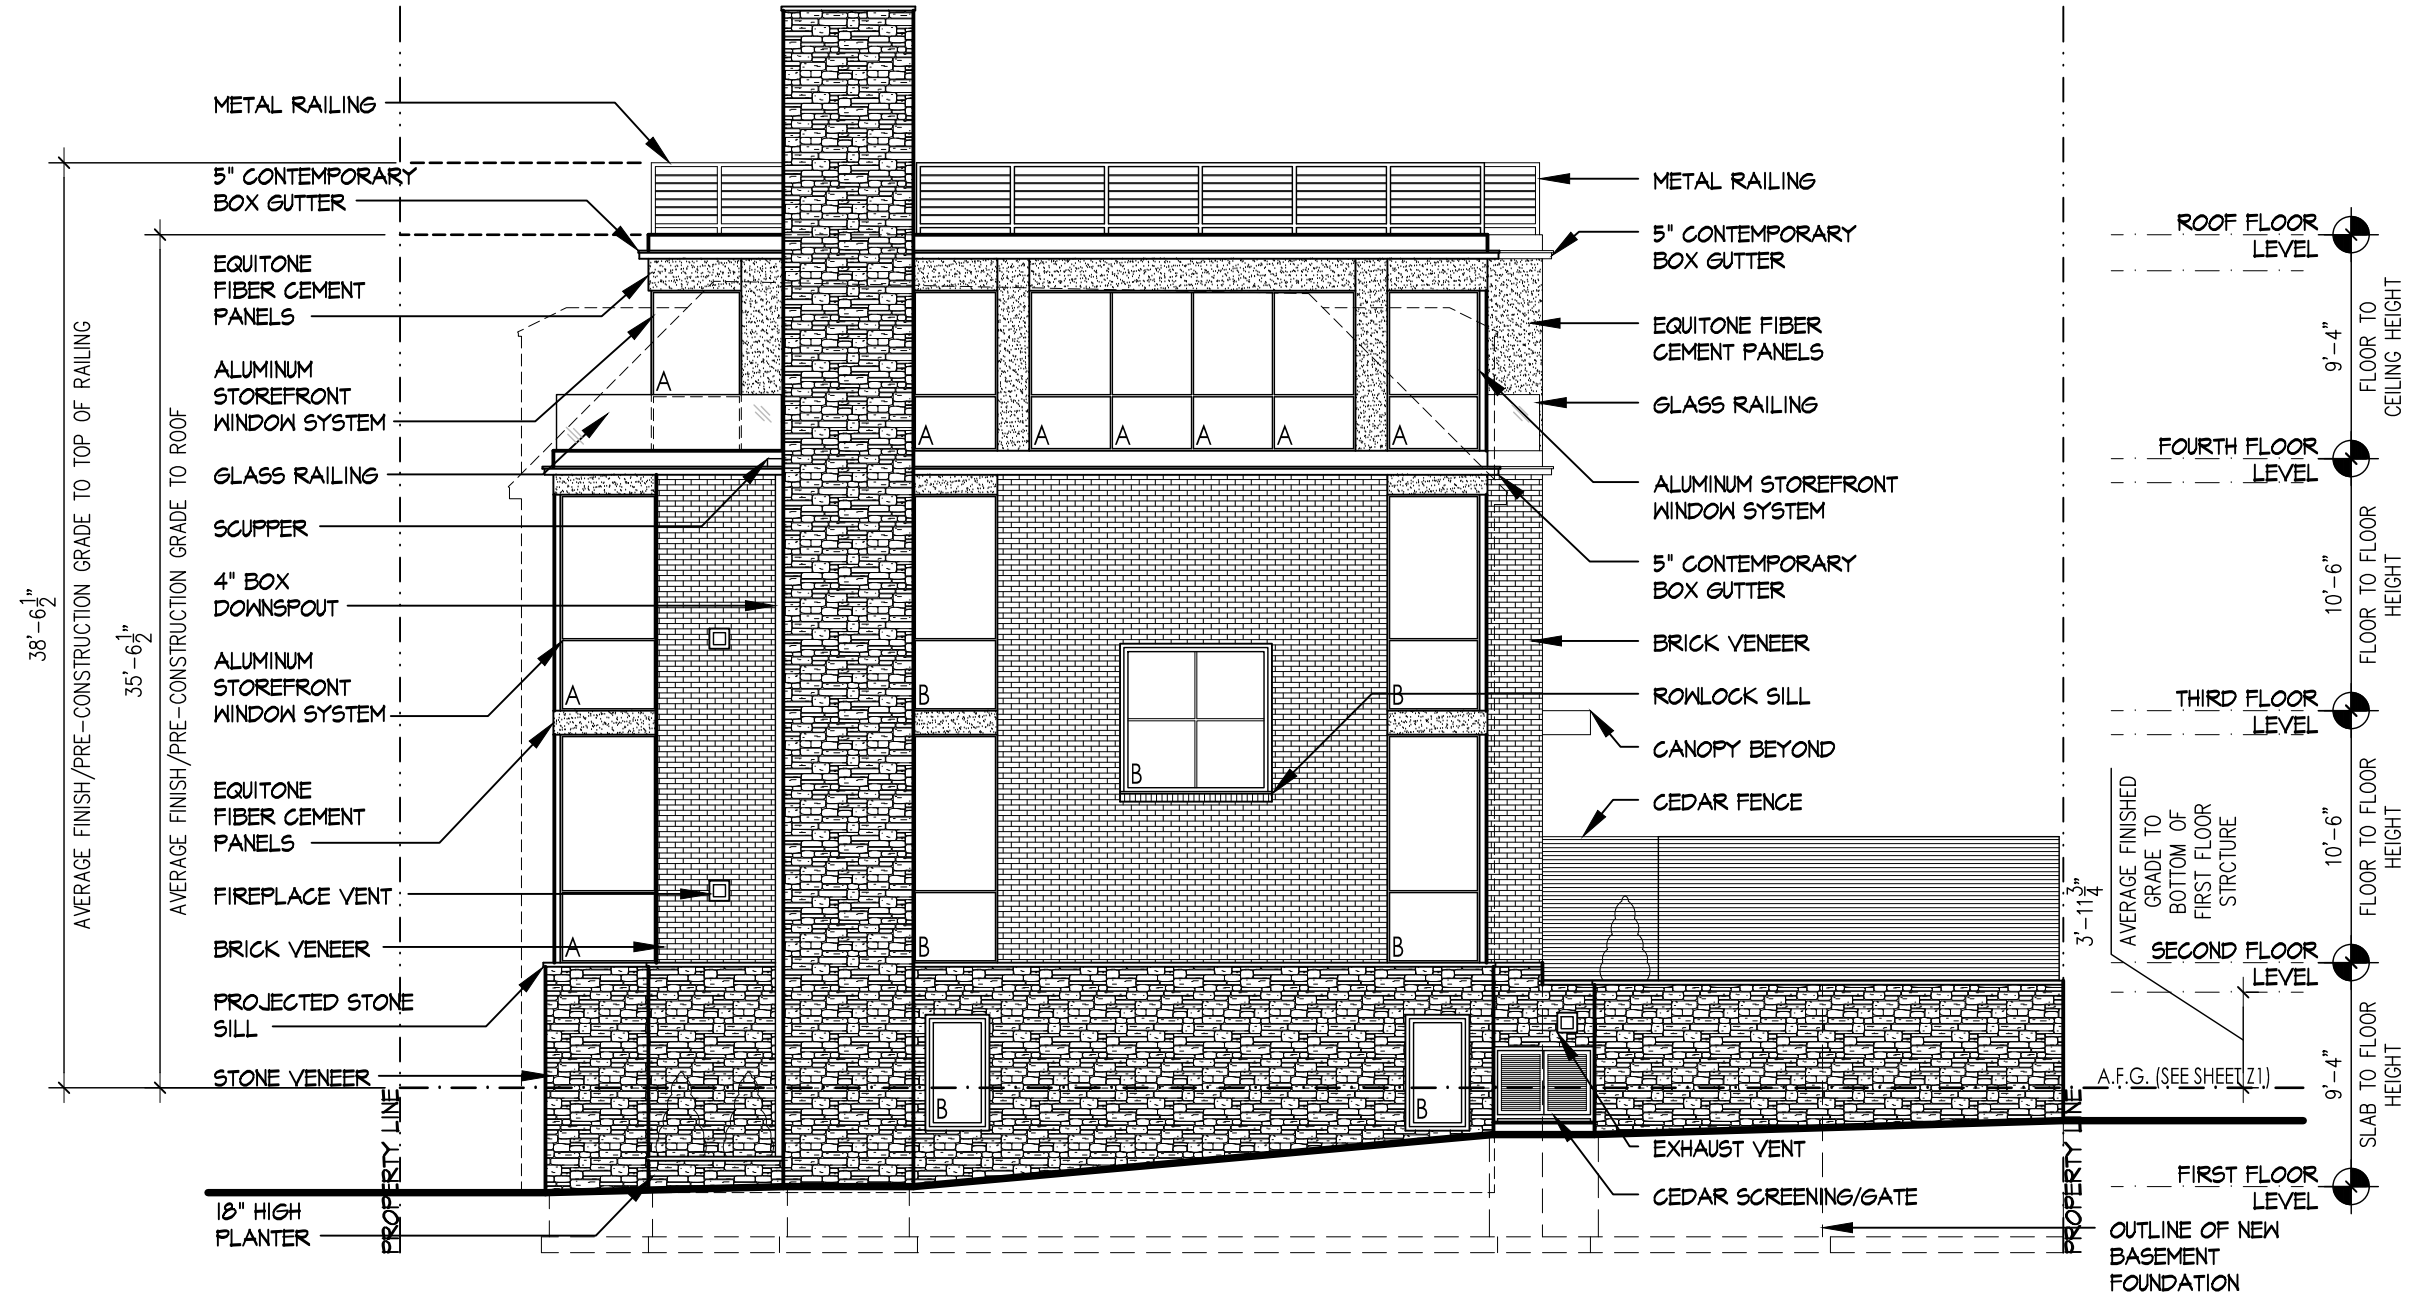 METAL RAILING
5" CONTEMPORARY
BOX GUTTER
EQUITONE
FIBER CEMENT
PANELS
ALUMINUM
STOREFRONT
WINDOW SYSTEM
GLASS RAILING
SCUPPER
4" BOX
DOWNSPOUT
ALUMINUM
STOREFRONT
WINDOW SYSTEM
EQUITONE
FIBER CEMENT
PANELS
FIREPLACE VENT
BRICK VENEER
PROJECTED STONE
SILL
STONE VENEER
18" HIGH
PLANTER
38'-6 1/2"
AVERAGE FINISH/PRE-CONSTRUCTION GRADE TO TOP OF RAILING
35'-6 1/2"
AVERAGE FINISH/PRE-CONSTRUCTION GRADE TO ROOF
PROPERTY LINE
A
A
A
A
A
A
A
A
B
B
A
B
B
B
A
B
B
METAL RAILING
5" CONTEMPORARY
BOX GUTTER
EQUITONE FIBER
CEMENT PANELS
GLASS RAILING
ALUMINUM STOREFRONT
WINDOW SYSTEM
5" CONTEMPORARY
BOX GUTTER
BRICK VENEER
ROWLOCK SILL
CANOPY BEYOND
CEDAR FENCE
EXHAUST VENT
CEDAR SCREENING/GATE
OUTLINE OF NEW
BASEMENT
FOUNDATION
PROPERTY LINE
A.F.G. (SEE SHEET Z1)
3'-11 3/4"
AVERAGE FINISHED
GRADE TO
BOTTOM OF
FIRST FLOOR
STRCTURE
ROOF FLOOR
LEVEL
9'-4"
FLOOR TO
CEILING HEIGHT
FOURTH FLOOR
LEVEL
10'-6"
FLOOR TO FLOOR
HEIGHT
THIRD FLOOR
LEVEL
10'-6"
FLOOR TO FLOOR
HEIGHT
SECOND FLOOR
LEVEL
9'-4"
SLAB TO FLOOR
HEIGHT
FIRST FLOOR
LEVEL